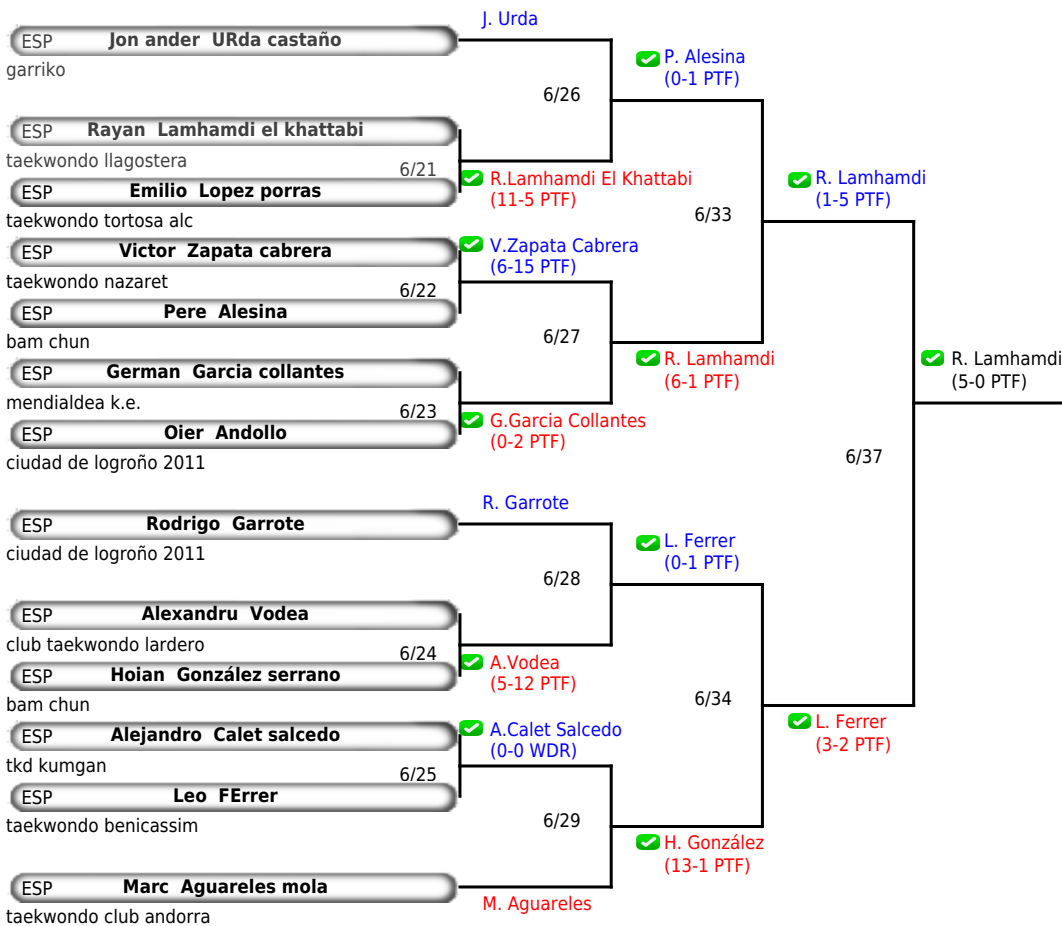 J. Urda
ESP Jon ander URda castaño
garriko
6/26
P. Alesina
(0-1 PTF)
ESP Rayan Lamhamdi el khattabi
taekwondo llagostera
6/21
R.Lamhamdi El Khattabi
(11-5 PTF)
ESP Emilio Lopez porras
taekwondo tortosa alc
6/33
R. Lamhamdi
(1-5 PTF)
ESP Victor Zapata cabrera
V.Zapata Cabrera
(6-15 PTF)
taekwondo nazaret
6/22
ESP Pere Alesina
bam chun
6/27
R. Lamhamdi
(6-1 PTF)
ESP German Garcia collantes
mendialdea k.e.
6/23
G.Garcia Collantes
(0-2 PTF)
ESP Oier Andollo
ciudad de logroño 2011
R. Lamhamdi
(5-0 PTF)
6/37
R. Garrote
ESP Rodrigo Garrote
ciudad de logroño 2011
6/28
L. Ferrer
(0-1 PTF)
ESP Alexandru Vodea
club taekwondo lardero
6/24
A.Vodea
(5-12 PTF)
ESP Hoian González serrano
bam chun
6/34
L. Ferrer
(3-2 PTF)
ESP Alejandro Calet salcedo
A.Calet Salcedo
(0-0 WDR)
tkd kumgan
6/25
ESP Leo FErrer
taekwondo benicassim
6/29
H. González
(13-1 PTF)
ESP Marc Aguareles mola
M. Aguareles
taekwondo club andorra